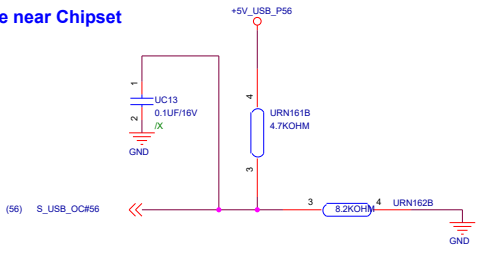 e near Chipset
+5V_USB_P56
1
UC13
0.1UF/16V
/X
2
GND
4
URN161B
4.7KOHM
3
(56) S_USB_OC#56
3
8.2KOHM
4
URN162B
GND